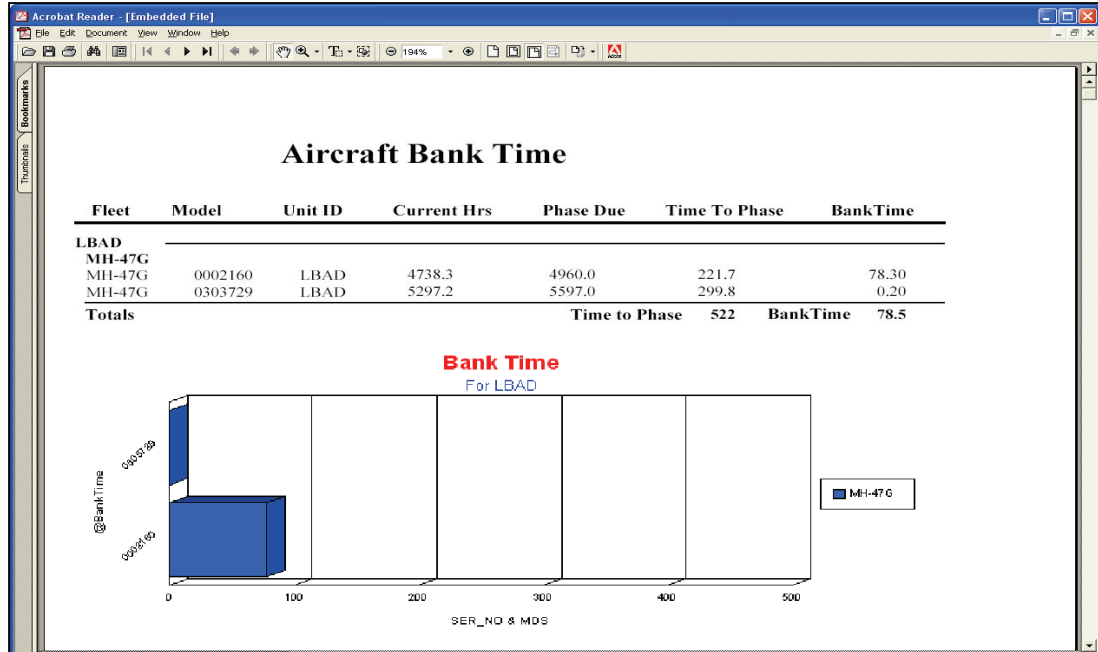 Acrobat Reader - [Embedded File]
File Edit Document View Window Help
194%
Adobe
Bookmarks
Thumbnails
Aircraft Bank Time
Fleet Model Unit ID Current Hrs Phase Due Time To Phase BankTime
LBAD
MH-47G
MH-47G 0002160 LBAD 4738.3 4960.0 221.7 78.30
MH-47G 0303729 LBAD 5297.2 5597.0 299.8 0.20
Totals Time to Phase 522 BankTime 78.5
Bank Time
For LBAD
0303729
@BankTime
MH-47G
0002160
0 100 200 300 400 500
SER_NO & MDS